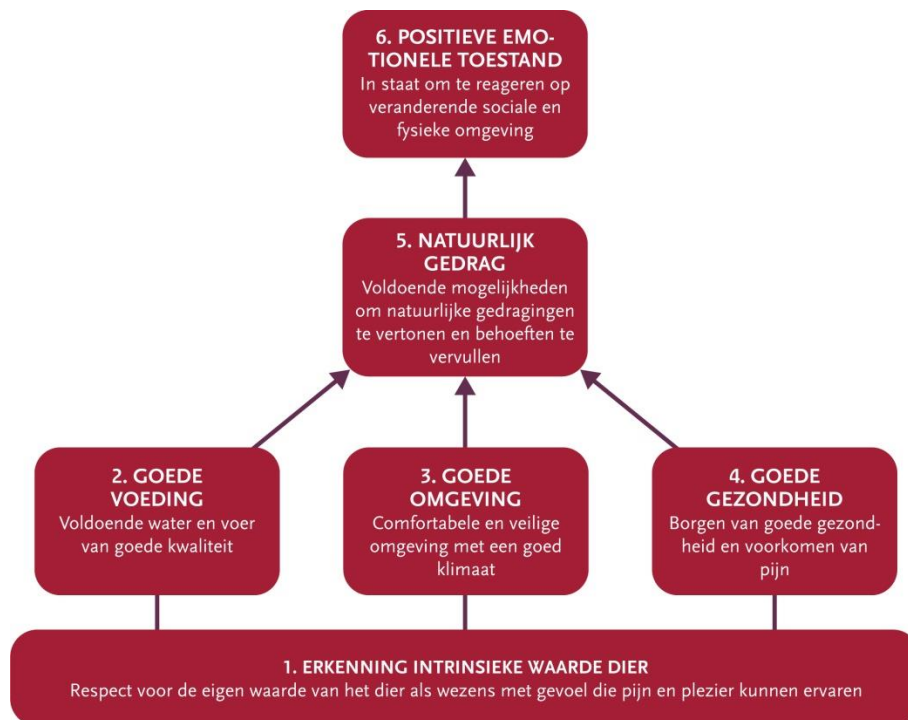 6. POSITIEVE EMO-
TIONELE TOESTAND
In staat om te reageren op
veranderende sociale en
fysieke omgeving
5. NATUURLIJK
GEDRAG
Voldoende mogelijkheden
om natuurlijke gedragingen
te vertonen en behoeften te
vervullen
2. GOEDE
VOEDING
Voldoende water en voer
van goede kwaliteit
3. GOEDE
OMGEVING
Comfortabele en veilige
omgeving met een goed
klimaat
4. GOEDE
GEZONDHEID
Borgen van goede gezond-
heid en voorkomen van
pijn
1. ERKENNING INTRINSIEKE WAARDE DIER
Respect voor de eigen waarde van het dier als wezens met gevoel die pijn en plezier kunnen ervaren